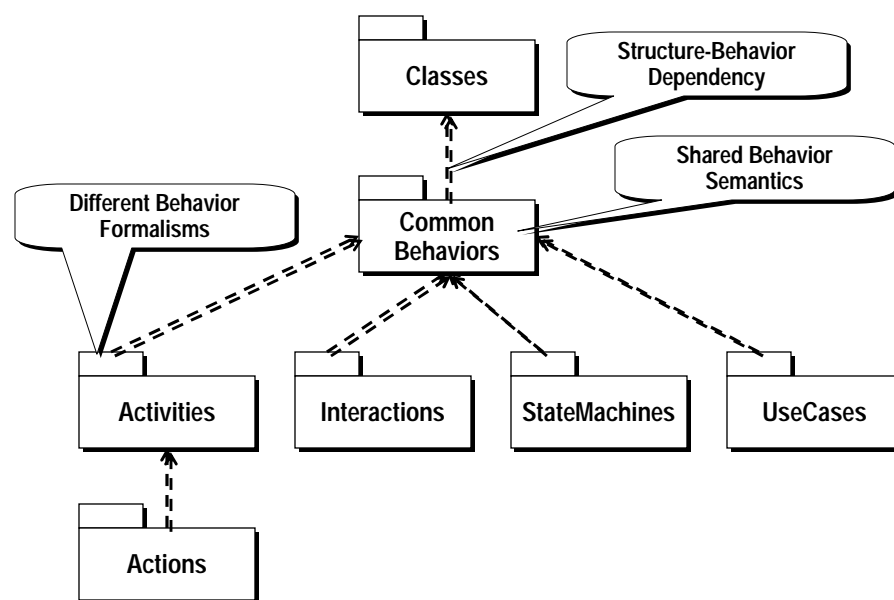 Classes
Structure-Behavior
Dependency
Shared Behavior
Semantics
Different Behavior
Formalisms
Common
Behaviors
Activities
Interactions
StateMachines
UseCases
Actions